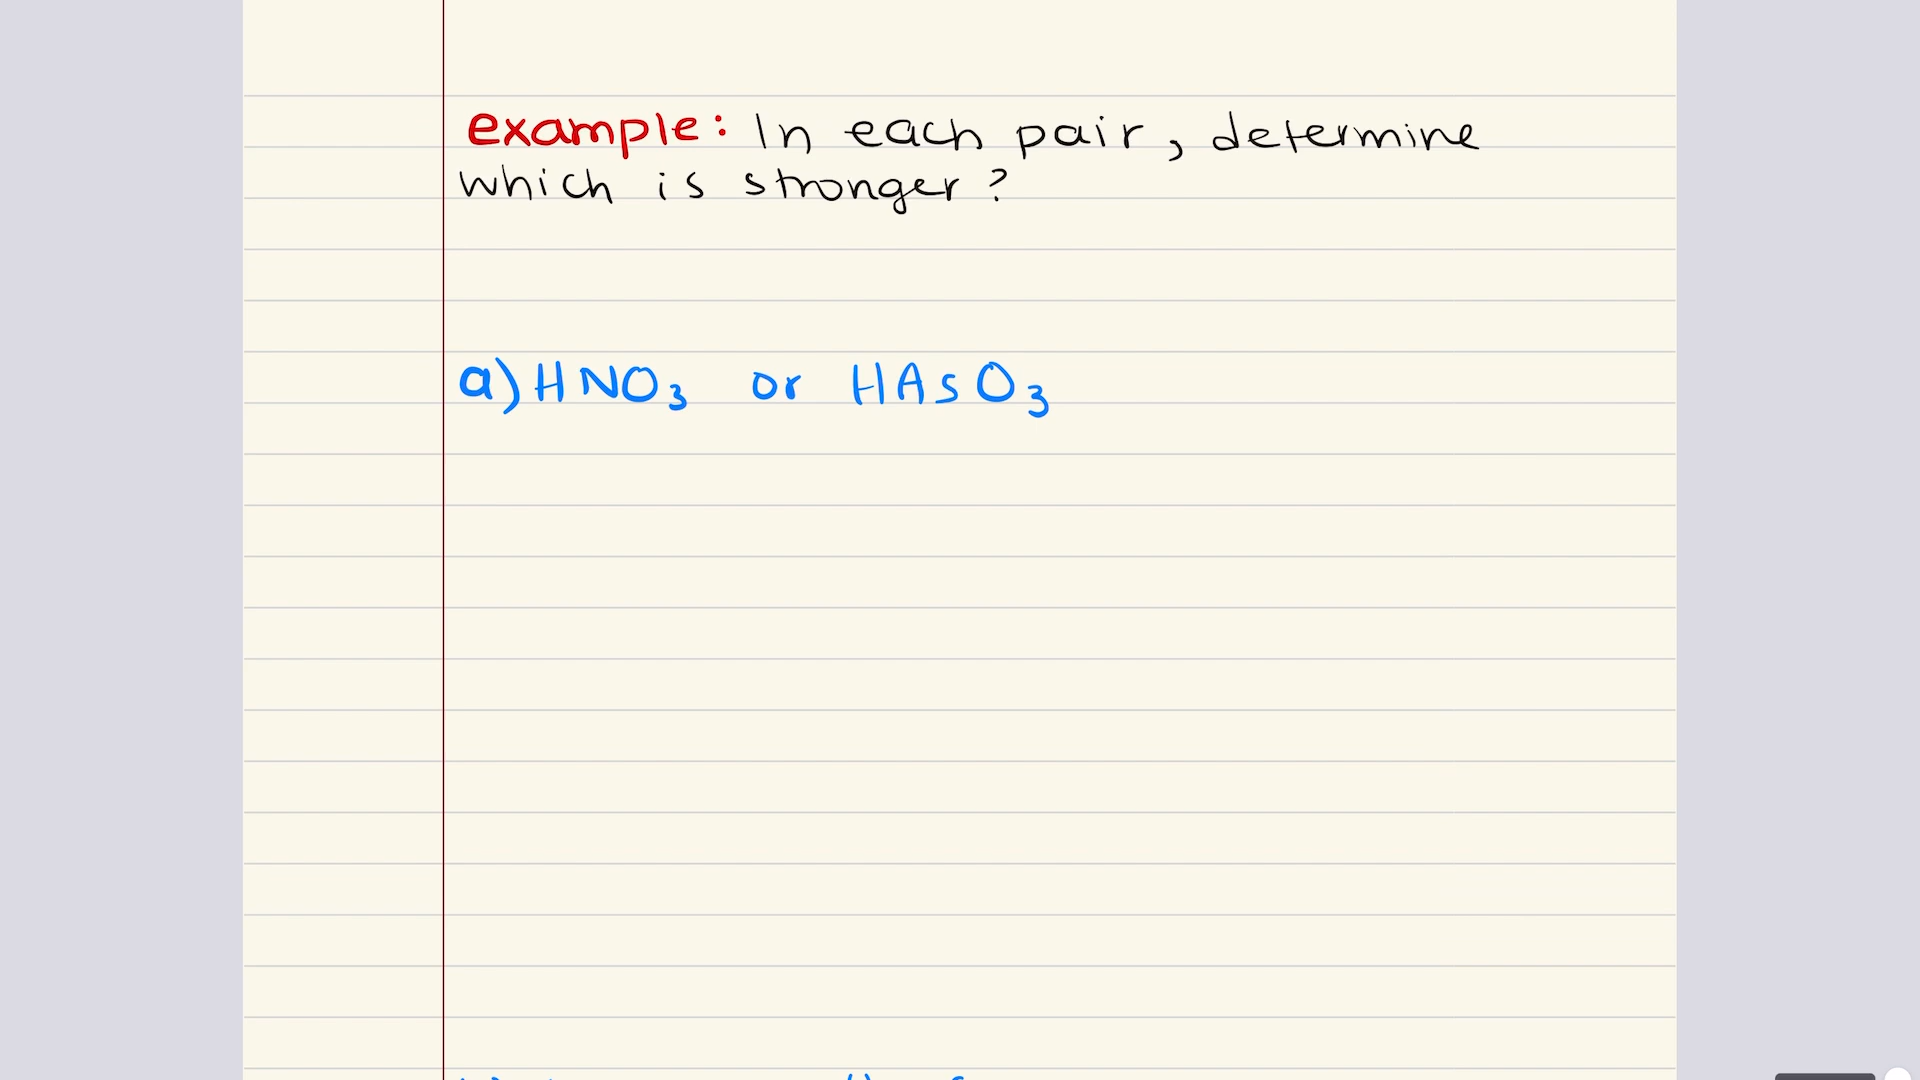 example: In each pair, determine
which is stronger?
a) HNO₃ or HAsO₃